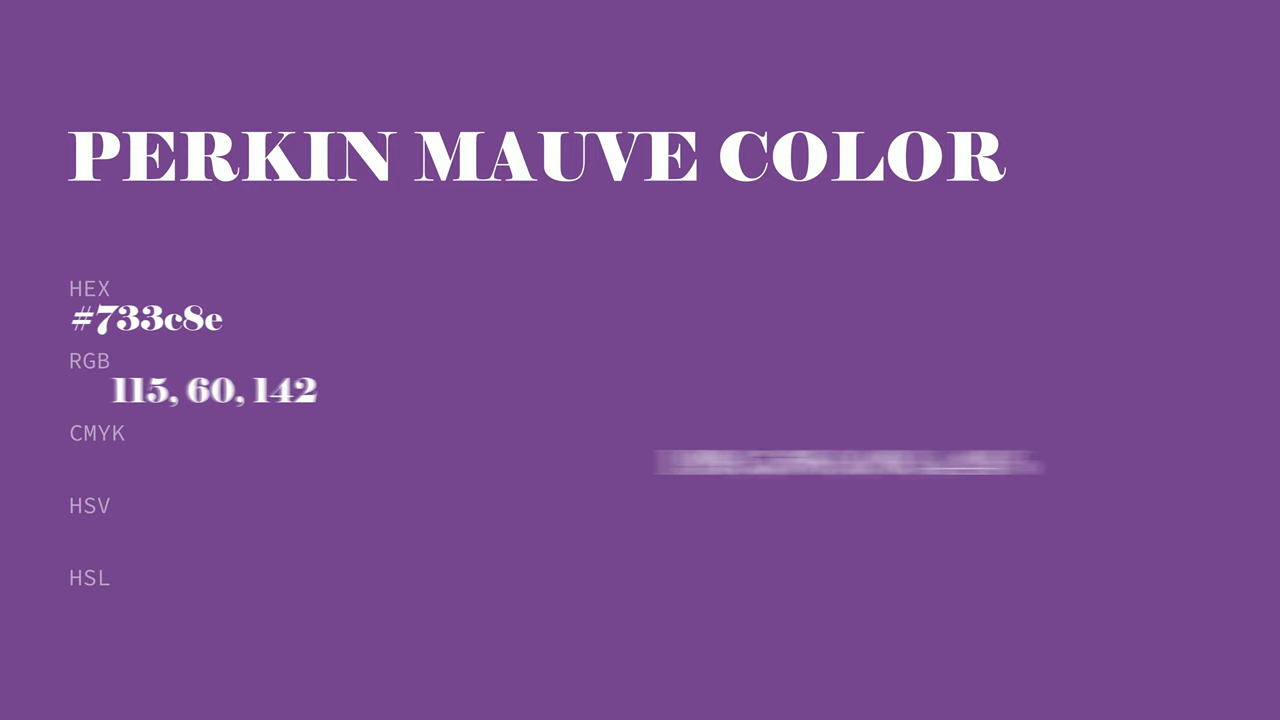 PERKIN MAUVE COLOR
HEX
#733c8e
RGB
115, 60, 142
CMYK
HSV
HSL